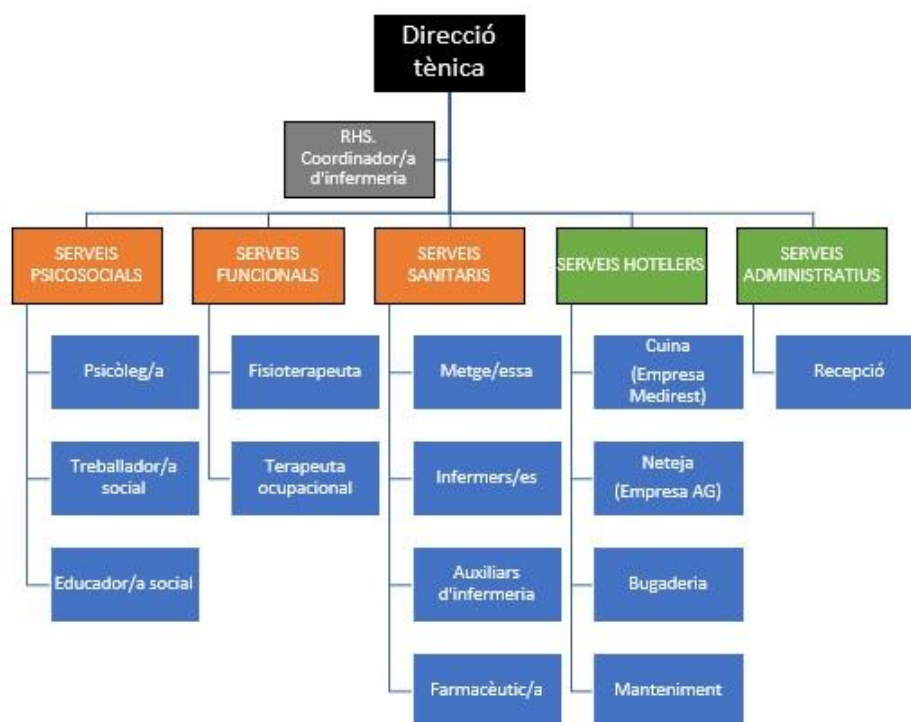 Direcció
tènica
RHS.
Coordinador/a
d'infermeria
SERVEIS
PSICOSOCIALS
SERVEIS
FUNCIONALS
SERVEIS
SANITARIS
SERVEIS HOTELERS
SERVEIS
ADMINISTRATIUS
Psicòleg/a
Fisioterapeuta
Metge/essa
Cuina
(Empresa
Medirest)
Recepció
Treballador/a
social
Terapeuta
ocupacional
Infermers/es
Neteja
(Empresa AG)
Educador/a social
Auxiliars
d'infermeria
Bugaderia
Farmacèutic/a
Manteniment